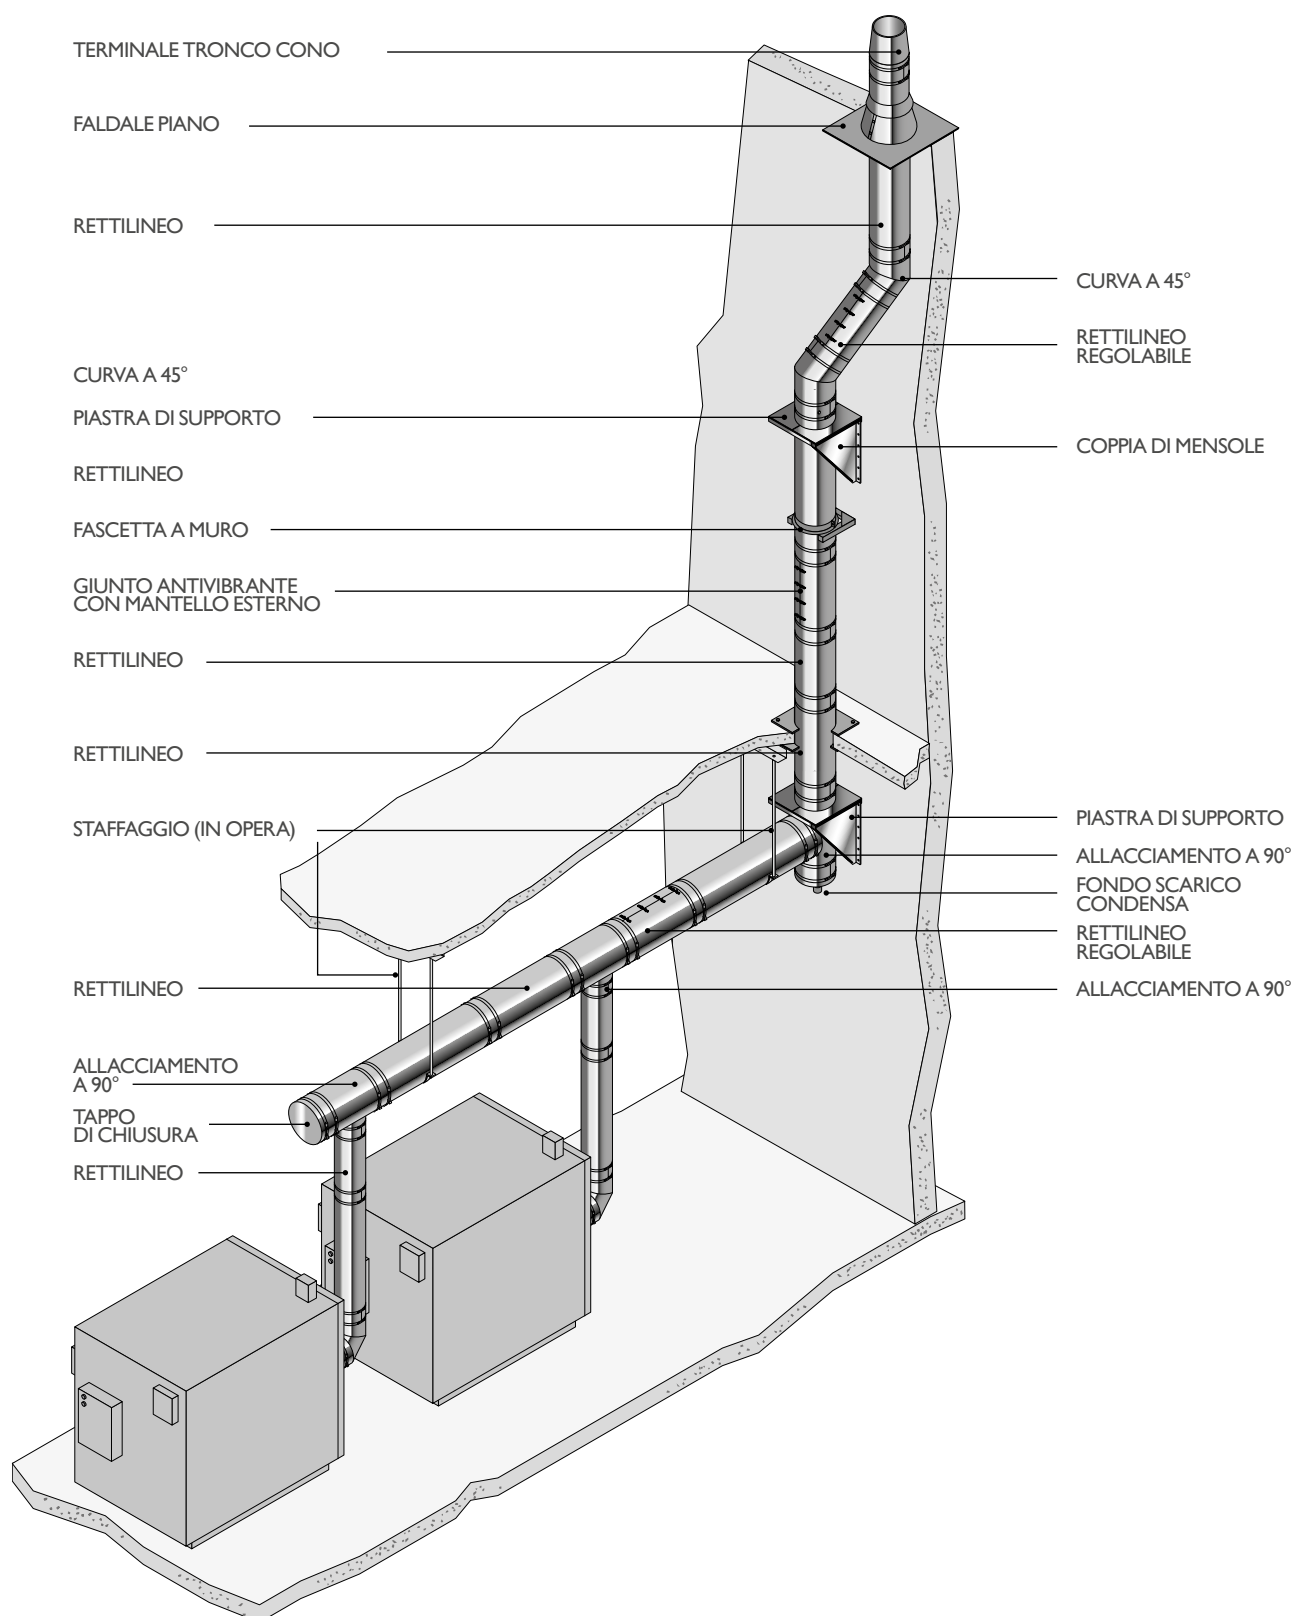 TERMINALE TRONCO CONO
FALDALE PIANO
RETTILINEO
CURVA A 45°
PIASTRA DI SUPPORTO
RETTILINEO
FASCETTA A MURO
GIUNTO ANTIVIBRANTE
CON MANTELLO ESTERNO
RETTILINEO
RETTILINEO
STAFFAGGIO (IN OPERA)
RETTILINEO
ALLACCIAMENTO
A 90°
TAPPO
DI CHIUSURA
RETTILINEO
CURVA A 45°
RETTILINEO
REGOLABILE
COPPIA DI MENSOLE
PIASTRA DI SUPPORTO
ALLACCIAMENTO A 90°
FONDO SCARICO
CONDENSA
RETTILINEO
REGOLABILE
ALLACCIAMENTO A 90°